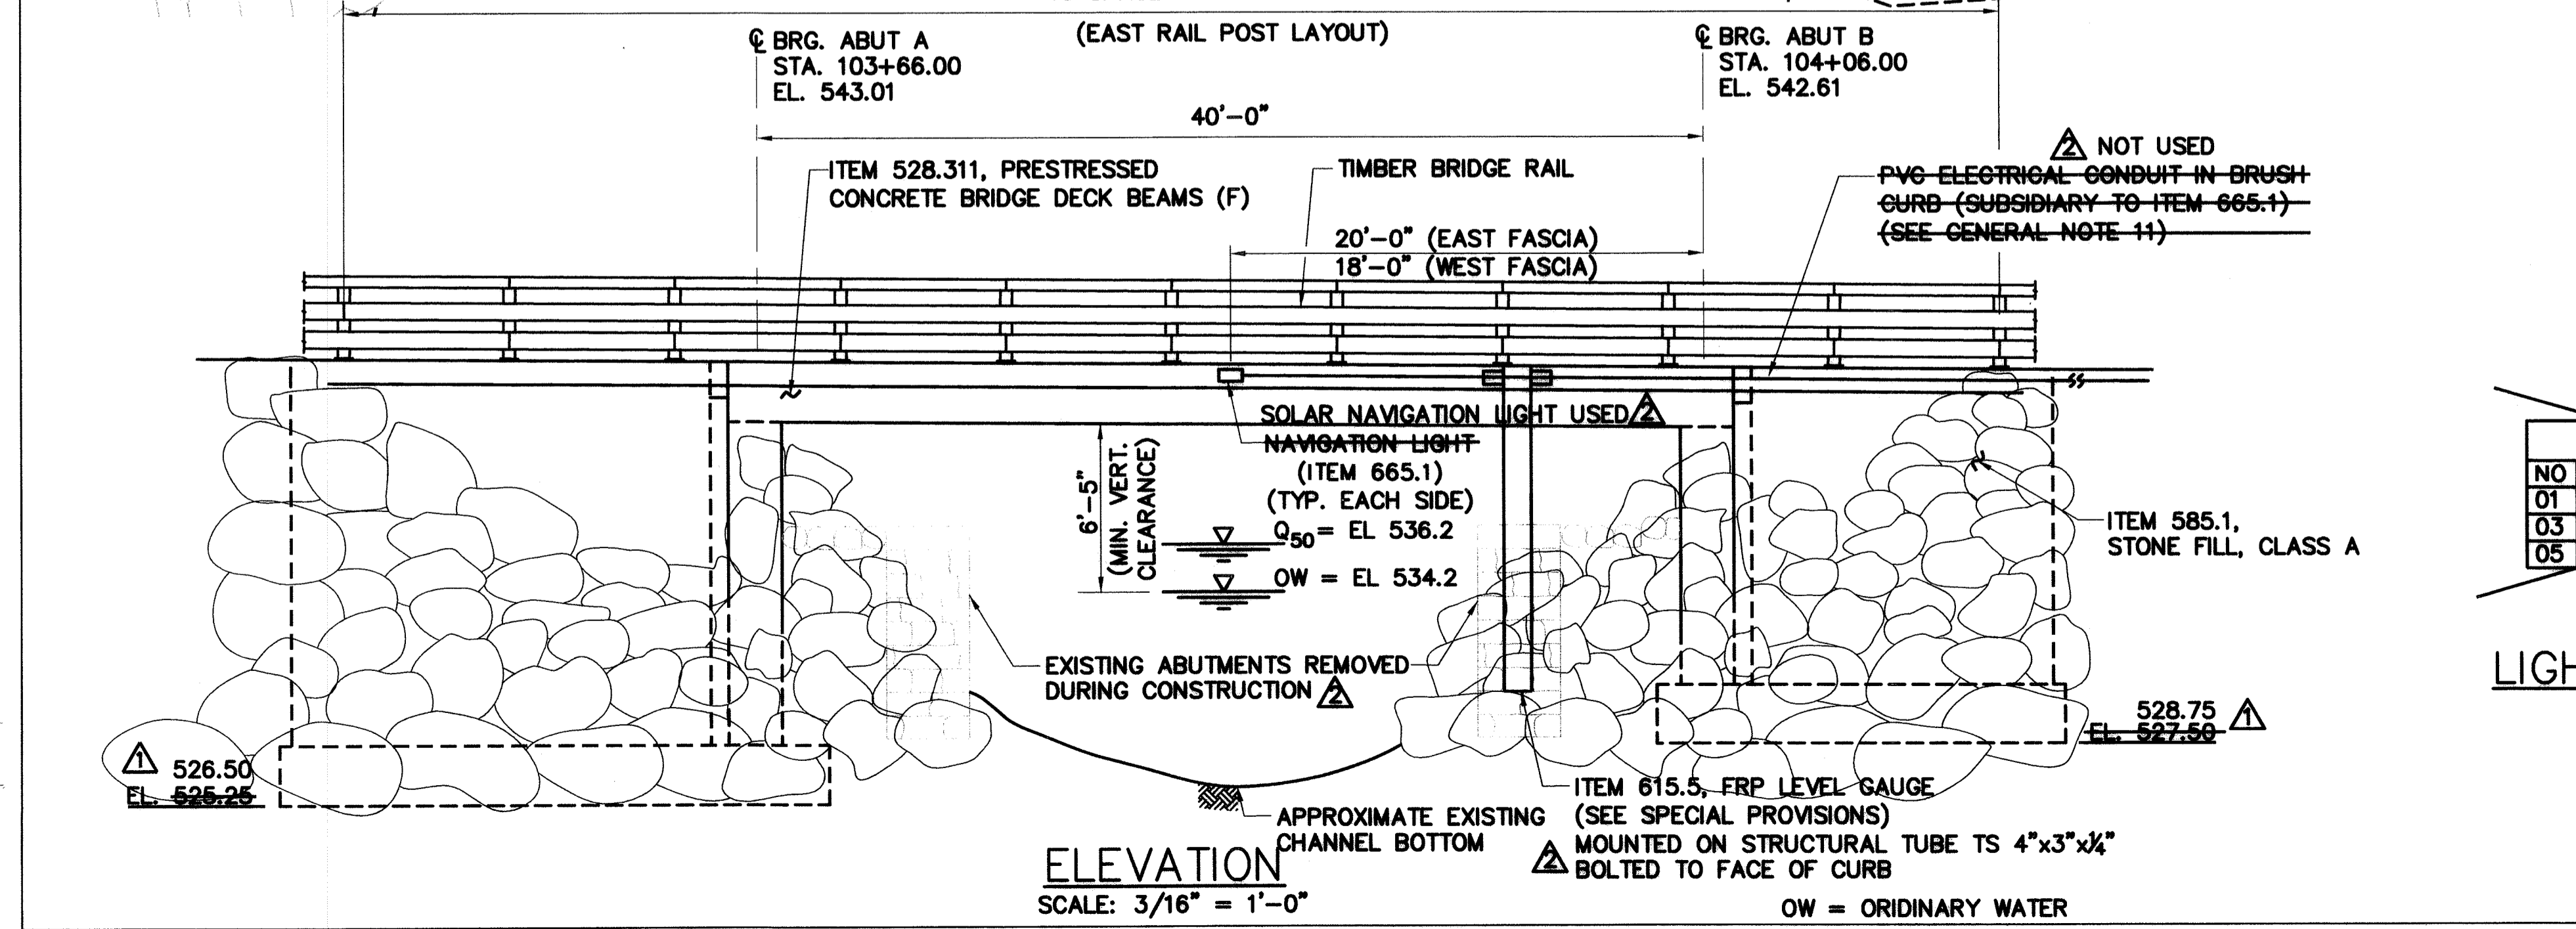 (EAST RAIL POST LAYOUT)
℄ BRG. ABUT A
STA. 103+66.00
EL. 543.01
℄ BRG. ABUT B
STA. 104+06.00
EL. 542.61
40'-0"
ITEM 528.311, PRESTRESSED
CONCRETE BRIDGE DECK BEAMS (F)
TIMBER BRIDGE RAIL
2 NOT USED
PVC ELECTRICAL CONDUIT IN BRUSH
CURB (SUBSIDIARY TO ITEM 665.1)
(SEE GENERAL NOTE 11)
20'-0" (EAST FASCIA)
18'-0" (WEST FASCIA)
SOLAR NAVIGATION LIGHT USED 2
NAVIGATION LIGHT
(ITEM 665.1)
(TYP. EACH SIDE)
6'-5"
(MIN. VERT.
CLEARANCE)
Q50= EL 536.2
OW = EL 534.2
ITEM 585.1,
STONE FILL, CLASS A
NO
01
03
05
EXISTING ABUTMENTS REMOVED
DURING CONSTRUCTION 2
LIGH
528.75 1
EL. 527.50
1 526.50
EL. 525.25
ITEM 615.5, FRP LEVEL GAUGE
(SEE SPECIAL PROVISIONS)
2 MOUNTED ON STRUCTURAL TUBE TS 4"x3"x1/4"
BOLTED TO FACE OF CURB
APPROXIMATE EXISTING
CHANNEL BOTTOM
ELEVATION
SCALE: 3/16" = 1'-0"
OW = ORIDINARY WATER